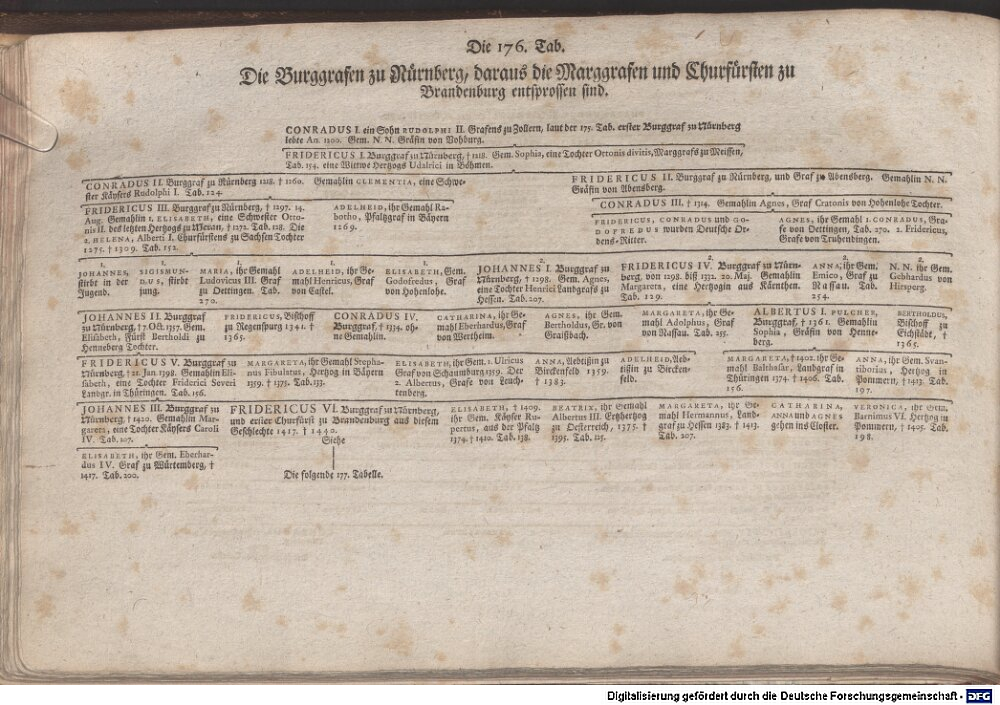 Die 176. Tab.
Die Burggrafen zu Nürnberg, daraus die Marggrafen und Churfürsten zu
Brandenburg entsprossen sind.
CONRADUS I. ein Sohn RUDOLPHI II. Grafens zu Zollern, laut der 175. Tab. erster Burggraf zu Nürnberg
lebte An. 1200. Gem. N. N. Gräfin von Vohburg.
FRIDERICUS I. Burggraf zu Nürnberg, † 1218. Gem. Sophia, eine Tochter Ottonis divitis, Marggrafs zu Meissen,
Tab. 154. eine Wittwe Hertzogs Udalrici in Böhmen.
CONRADUS II. Burggraf zu Nürnberg 1218. † 1260. Gemahlin CLEMENTIA, eine Schwe-
ster Käysers Rudolphi I. Tab. 124.
FRIDERICUS II. Burggraf zu Nürnberg, und Graf zu Abensberg. Gemahlin N. N.
Gräfin von Abensberg.
FRIDERICUS III. Burggraf zu Nürnberg, † 1297. 14.
Aug. Gemahlin 1. ELISABETH, eine Schwester Otto-
nis II. des letzten Hertzogs zu Meran, † 1272. Tab. 128. Die
2. HELENA, Alberti I. Churfürstens zu Sachsen Tochter
1275. † 1309. Tab. 152.
ADELHEID, ihr Gemahl Ra-
botho, Pfaltzgraf in Bäyern
1269.
CONRADUS III. † 1314. Gemahlin Agnes, Graf Cratonis von Hohenlohe Tochter.
FRIDERICUS, CONRADUS und GO-
DOFREDUS wurden Deutsche Or-
dens-Ritter.
AGNES, ihr Gemahl 1. CONRADUS, Gra-
fe von Oettingen, Tab. 270. 2. Fridericus,
Grafe von Truhendingen.
1.
JOHANNES,
stirbt in der
Jugend.
1.
SIGISMUN-
DUS, stirbt
jung.
1.
MARIA, ihr Gemahl
Ludovicus III. Graf
zu Oettingen. Tab.
270.
1.
ADELHEID, ihr Ge-
mahl Henricus, Graf
von Castel.
1.
ELISABETH, Gem.
Godofredus, Graf
von Hohenlohe.
2.
JOHANNES I. Burggraf zu
Nürnberg, † 1298. Gem. Agnes,
eine Tochter Henrici Landgrafs zu
Hessen. Tab. 207.
2.
FRIDERICUS IV. Burggraf zu Nürn-
berg, von 1298. biß 1332. 20. Maj. Gemahlin
Margareta, eine Hertzogin aus Kärnthen.
Tab. 129.
2.
ANNA, ihr Gem.
Emico, Graf zu
Nassau. Tab.
254.
2.
N. N. ihr Gem.
Gebhardus von
Hirsperg.
JOHANNES II. Burggraf
zu Nürnberg, † 7. Oct. 1357. Gem.
Elisabeth, Fürst Bertholdi zu
Henneberg Tochter.
FRIDERICUS, Bischoff
zu Regenspurg 1341. †
1365.
CONRADUS IV.
Burggraf, † 1334. oh-
ne Gemahlin.
CATHARINA, ihr Ge-
mahl Eberhardus, Graf
von Wertheim.
AGNES, ihr Gem.
Bertholdus, Gr. von
Graißbach.
MARGARETA, ihr Ge-
mahl Adolphus, Graf
von Nassau. Tab. 255.
ALBERTUS I. PULCHER,
Burggraf, † 1361. Gemahlin
Sophia, Gräfin von Henne-
berg.
BERTHOLDUS,
Bischoff zu
Eichstädt, †
1365.
FRIDERICUS V. Burggraf zu
Nürnberg, † 21. Jan. 1398. Gemahlin Eli-
sabeth, eine Tochter Friderici Severi
Landgr. in Thüringen. Tab. 156.
MARGARETA, ihr Gemahl Stepha-
nus Fibulatus, Hertzog in Bäyern
1359. † 1375. Tab. 133.
ELISABETH, ihr Gem. 1. Ulricus
Graf von Schaumburg 1359. Der
2. Albertus, Grafe von Leuch-
tenberg.
ANNA, Aebtißin zu
Birckenfeld 1359.
† 1383.
ADELHEID, Aeb-
tißin zu Bircken-
feld.
MARGARETA, † 1402. ihr Ge-
mahl Balthasar, Landgraf in
Thüringen 1374. † 1406. Tab.
156.
ANNA, ihr Gem. Svan-
tiborius, Hertzog in
Pommern, † 1413. Tab.
197.
JOHANNES III. Burggraf zu
Nürnberg, † 1420. Gemahlin Mar-
gareta, eine Tochter Käysers Caroli
IV. Tab. 107.
FRIDERICUS VI. Burggraf zu Nürnberg,
und erster Churfürst zu Brandenburg aus diesem
Geschlechte 1417. † 1440.
Siehe
Die folgende 177. Tabelle.
ELISABETH, † 1409.
ihr Gem. Käyser Ru-
pertus, aus der Pfaltz
1374. † 1410. Tab. 138.
BEATRIX, ihr Gemahl
Albertus III. Ertzhertzog
zu Oesterreich, 1375. †
1395. Tab. 125.
MARGARETA, ihr Ge-
mahl Hermannus, Land-
graf zu Hessen 1383. † 1413.
Tab. 207.
CATHARINA,
ANNA und AGNES
gehen ins Closter.
VERONICA, ihr Gem.
Barnimus VI. Hertzog in
Pommern, † 1405. Tab.
198.
ELISABETH, ihr Gem. Eberhar-
dus IV. Graf zu Würtemberg, †
1417. Tab. 200.
Digitalisierung gefördert durch die Deutsche Forschungsgemeinschaft - DFG